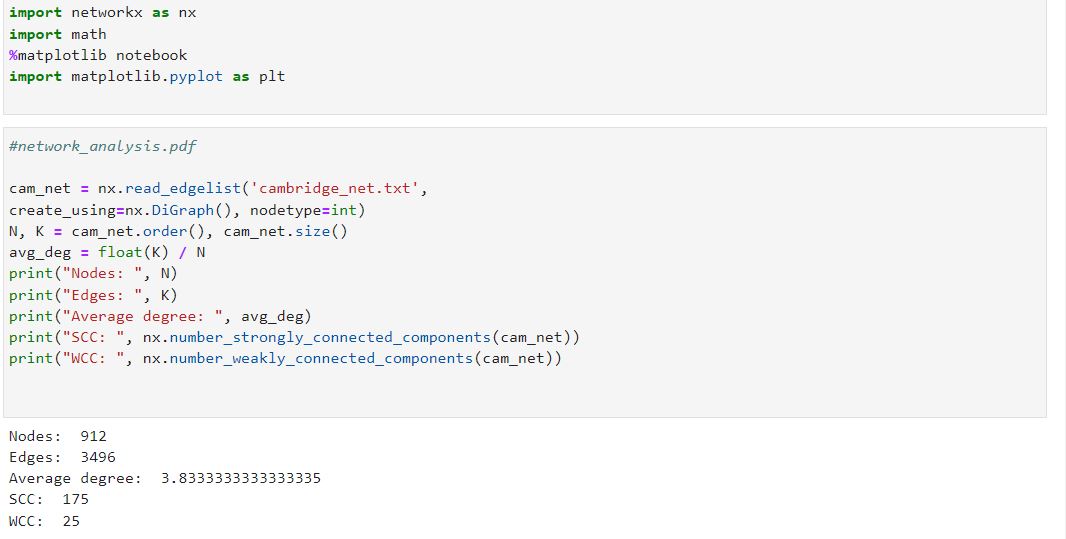 import networkx as nx
import math
%matplotlib notebook
import matplotlib.pyplot as plt
#network_analysis.pdf
cam_net = nx.read_edgelist('cambridge_net.txt',
create_using=nx.DiGraph(), nodetype=int)
N, K = cam_net.order(), cam_net.size()
avg_deg = float(K) / N
print("Nodes: ", N)
print("Edges: ", K)
print("Average degree: ", avg_deg)
print("SCC: ", nx.number_strongly_connected_components(cam_net))
print("WCC: ", nx.number_weakly_connected_components(cam_net))
Nodes:  912
Edges:  3496
Average degree:  3.8333333333333335
SCC:  175
WCC:  25